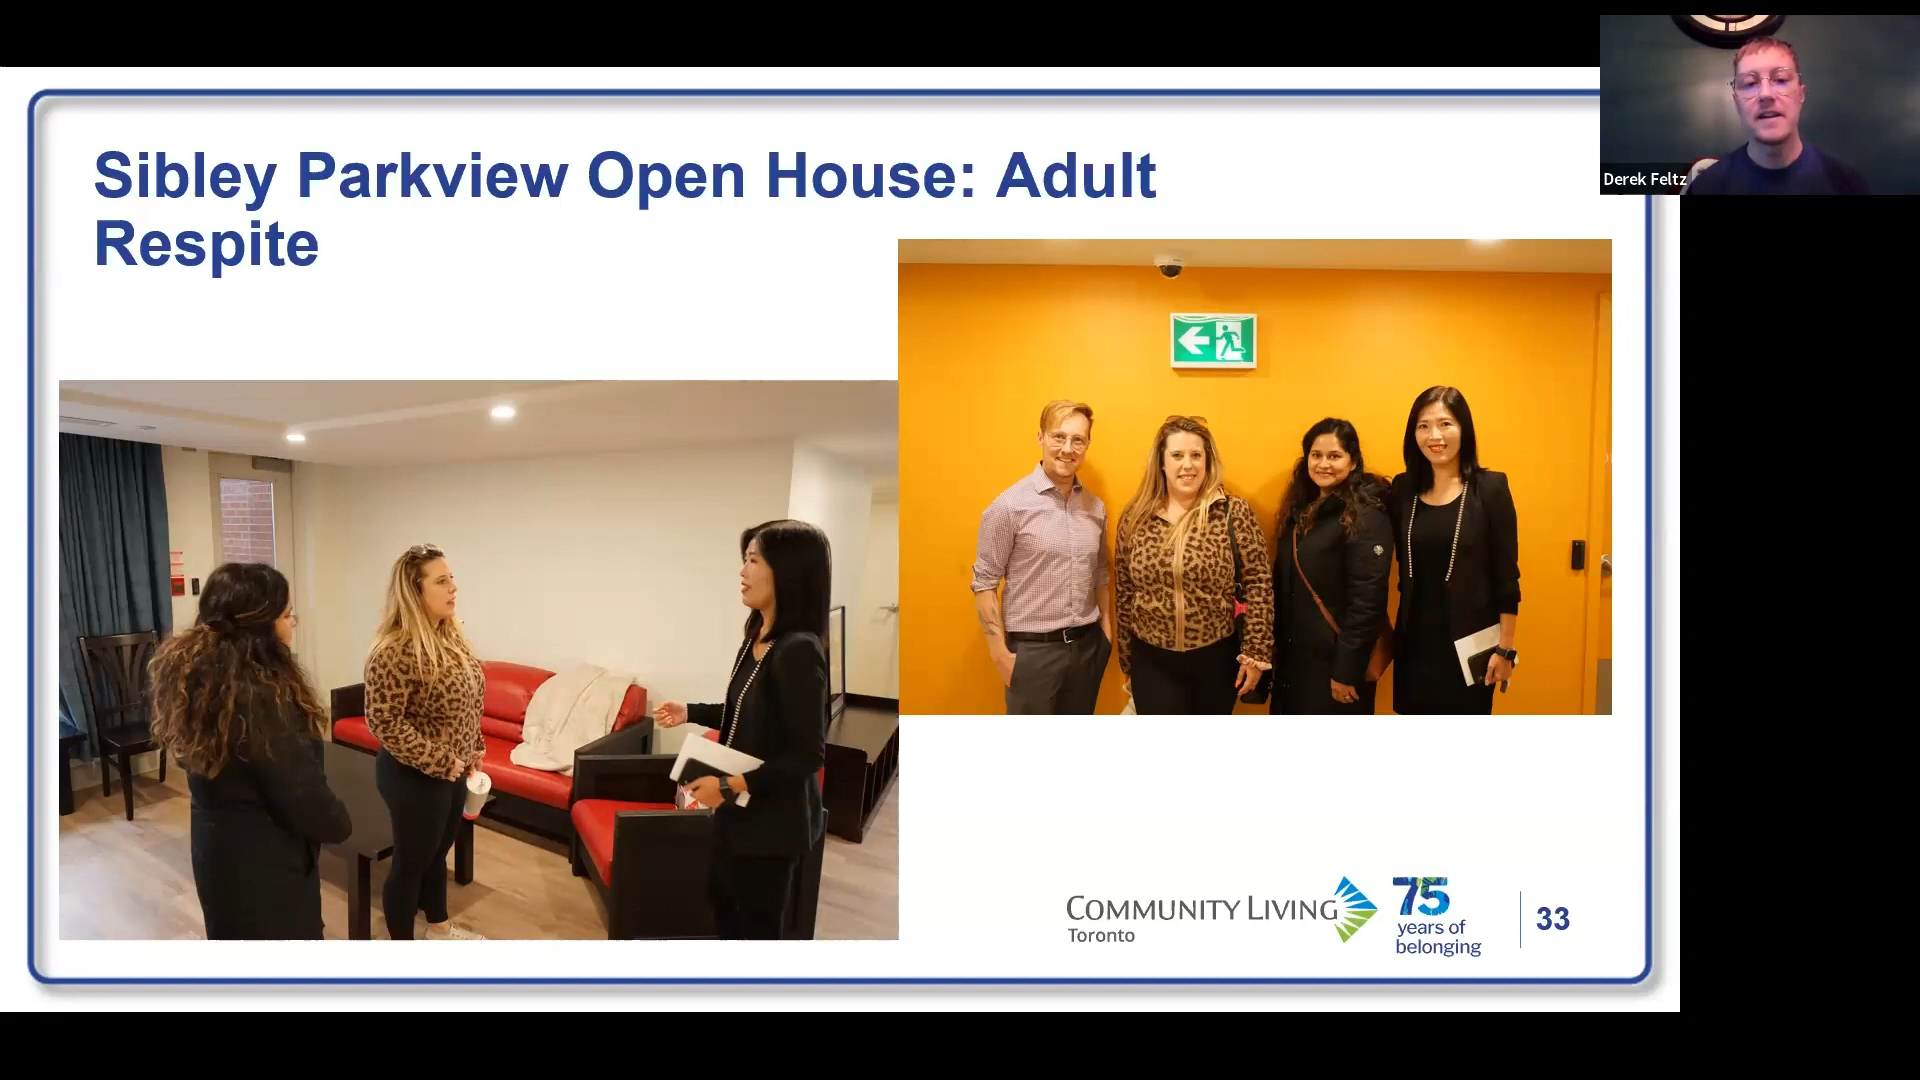 Sibley Parkview Open House: Adult
Respite
Derek Feltz
COMMUNITY LIVING
Toronto
75
years of
belonging
33